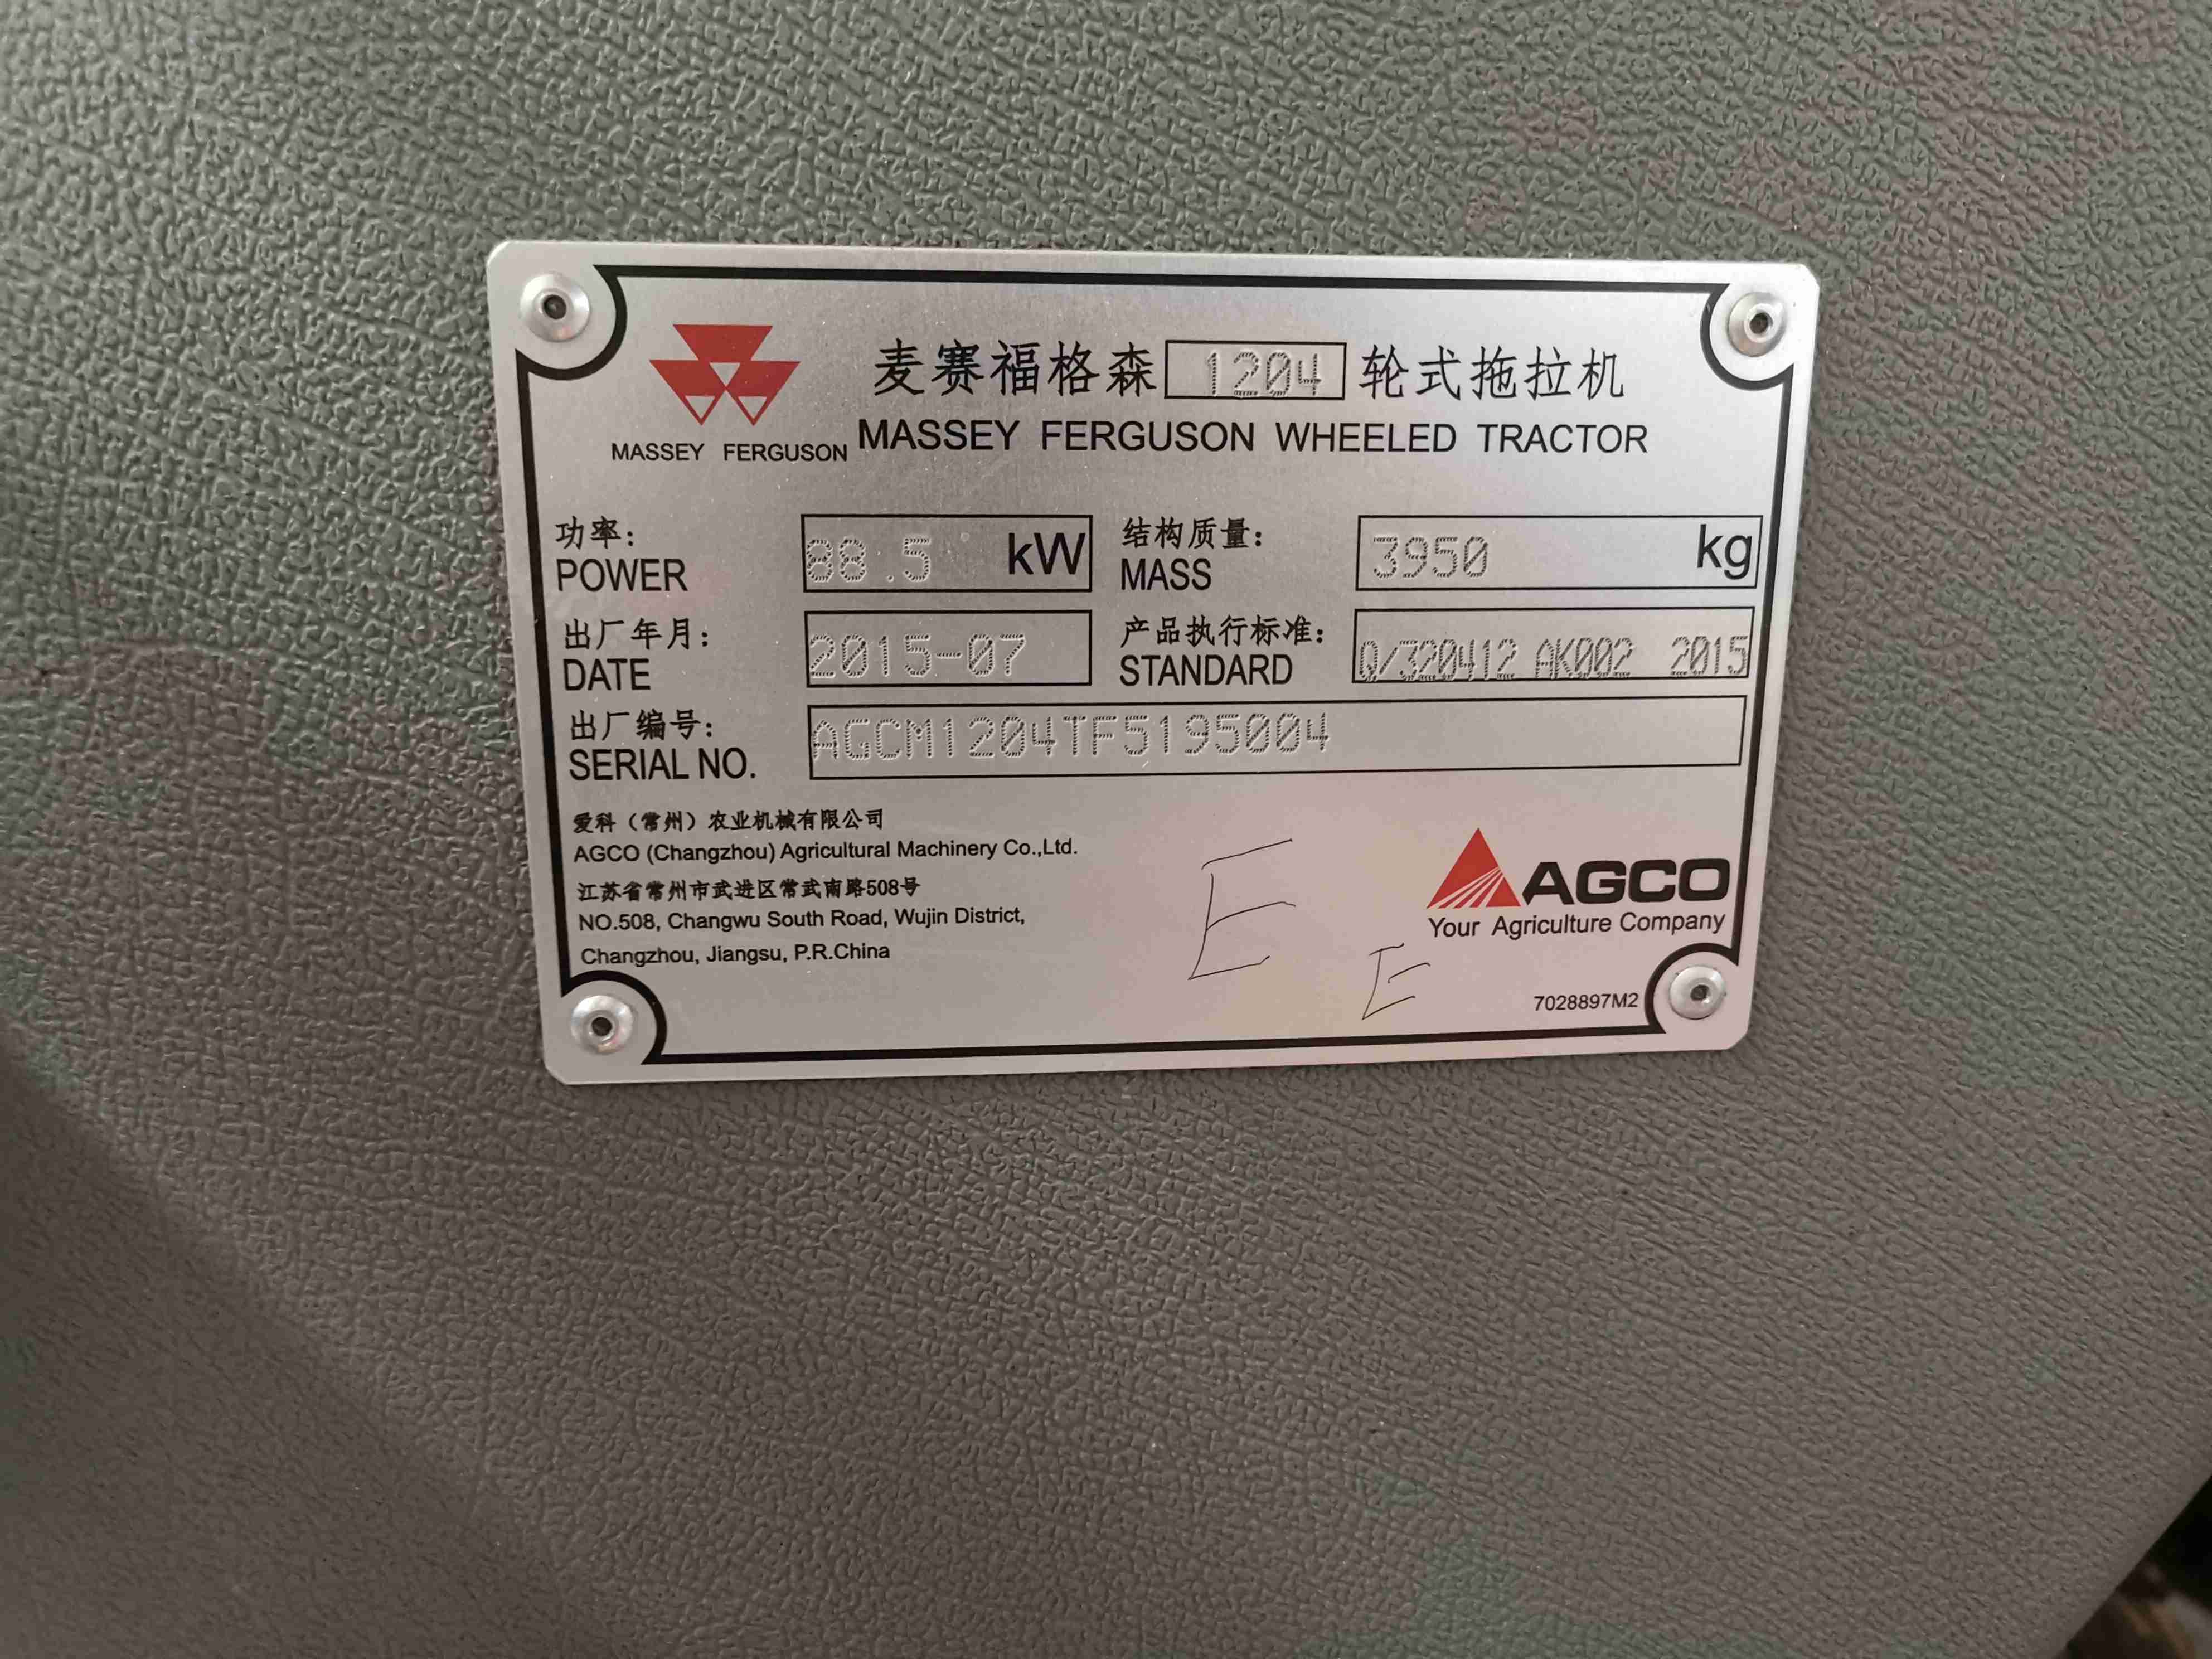 麦赛福格森 1204 轮式拖拉机
MASSEY FERGUSON MASSEY FERGUSON WHEELED TRACTOR
功率: 88.5 kW 结构质量: 3950 kg
POWER MASS
出厂年月: 2015-07 产品执行标准: Q/320412 AK002 2015
DATE STANDARD
出厂编号: AGCM1204TF5195004
SERIAL NO.
爱科（常州）农业机械有限公司
AGCO (Changzhou) Agricultural Machinery Co.,Ltd.
江苏省常州市武进区常武南路508号
NO.508, Changwu South Road, Wujin District,
Changzhou, Jiangsu, P.R.China
E
E
AGCO
Your Agriculture Company
7028897M2